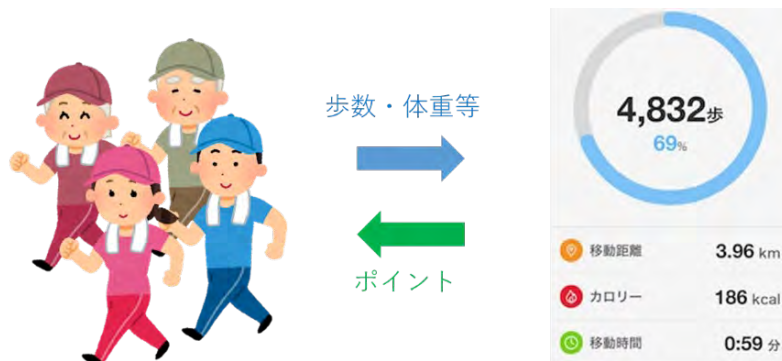 歩数・体重等
ポイント
4,832歩
69%
移動距離 3.96 km
カロリー 186 kcal
移動時間 0:59 分